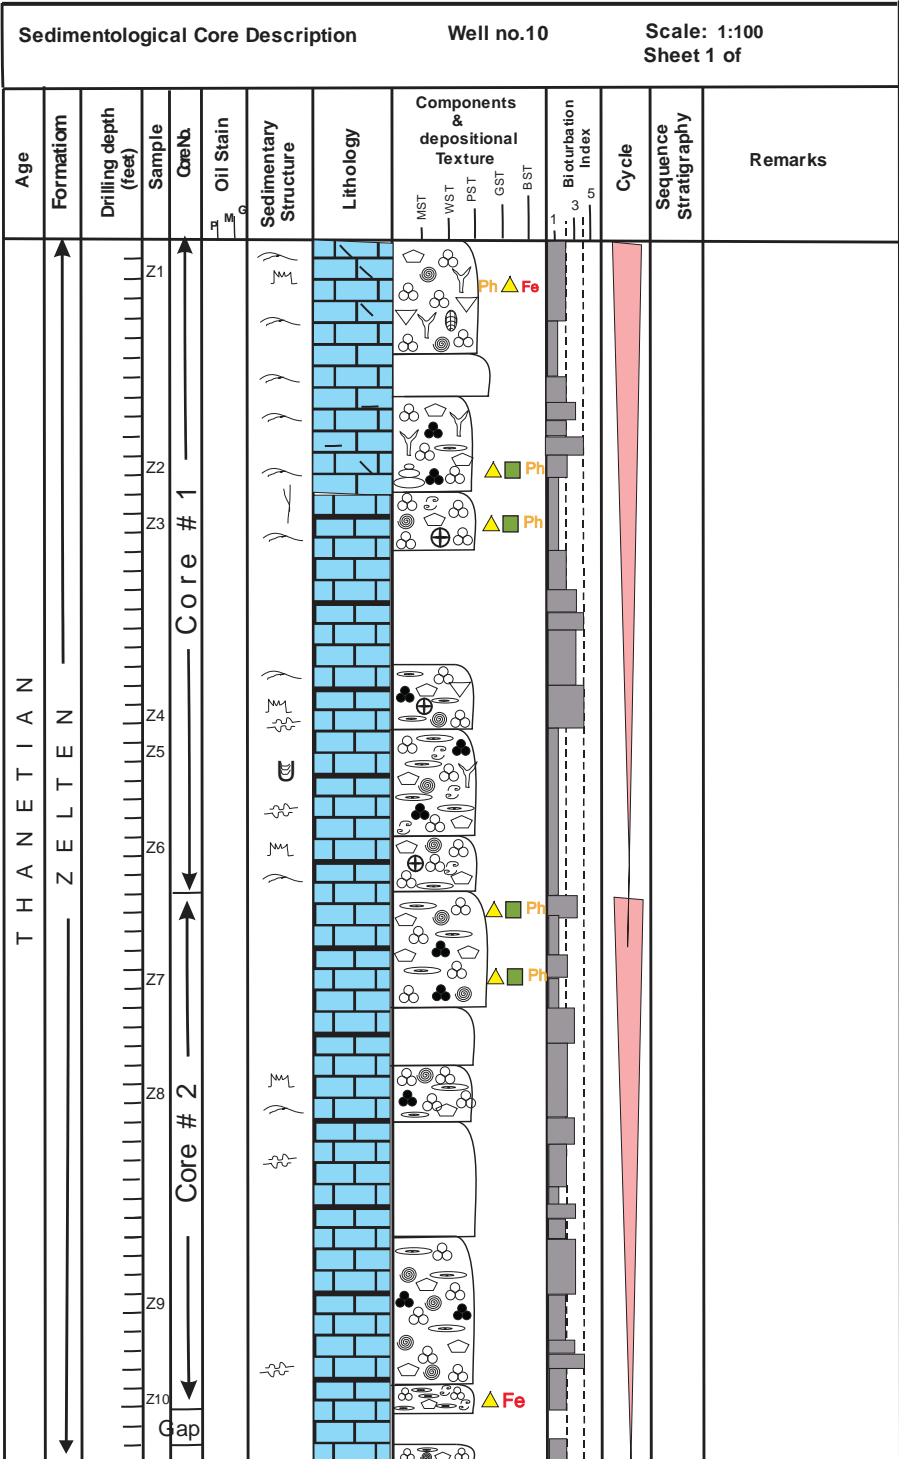 Sedimentological Core Description Well no.10 Scale: 1:100
Sheet 1 of
Age
Formatiom
Drilling depth (feet)
Sample
Core No.
Oil Stain
P M G
Sedimentary Structure
Lithology
Components
&
depositional
Texture
MST WST PST GST BST
Bioturbation Index
1 3 5
Cycle
Sequence Stratigraphy
Remarks
THANETIAN
ZELTEN
Core # 1
Core # 2
Z1
Ph Fe
Z2
Ph
Z3
Ph
Z4
Z5
Z6
Ph
Z7
Ph
Z8
Z9
Z10
Fe
Gap